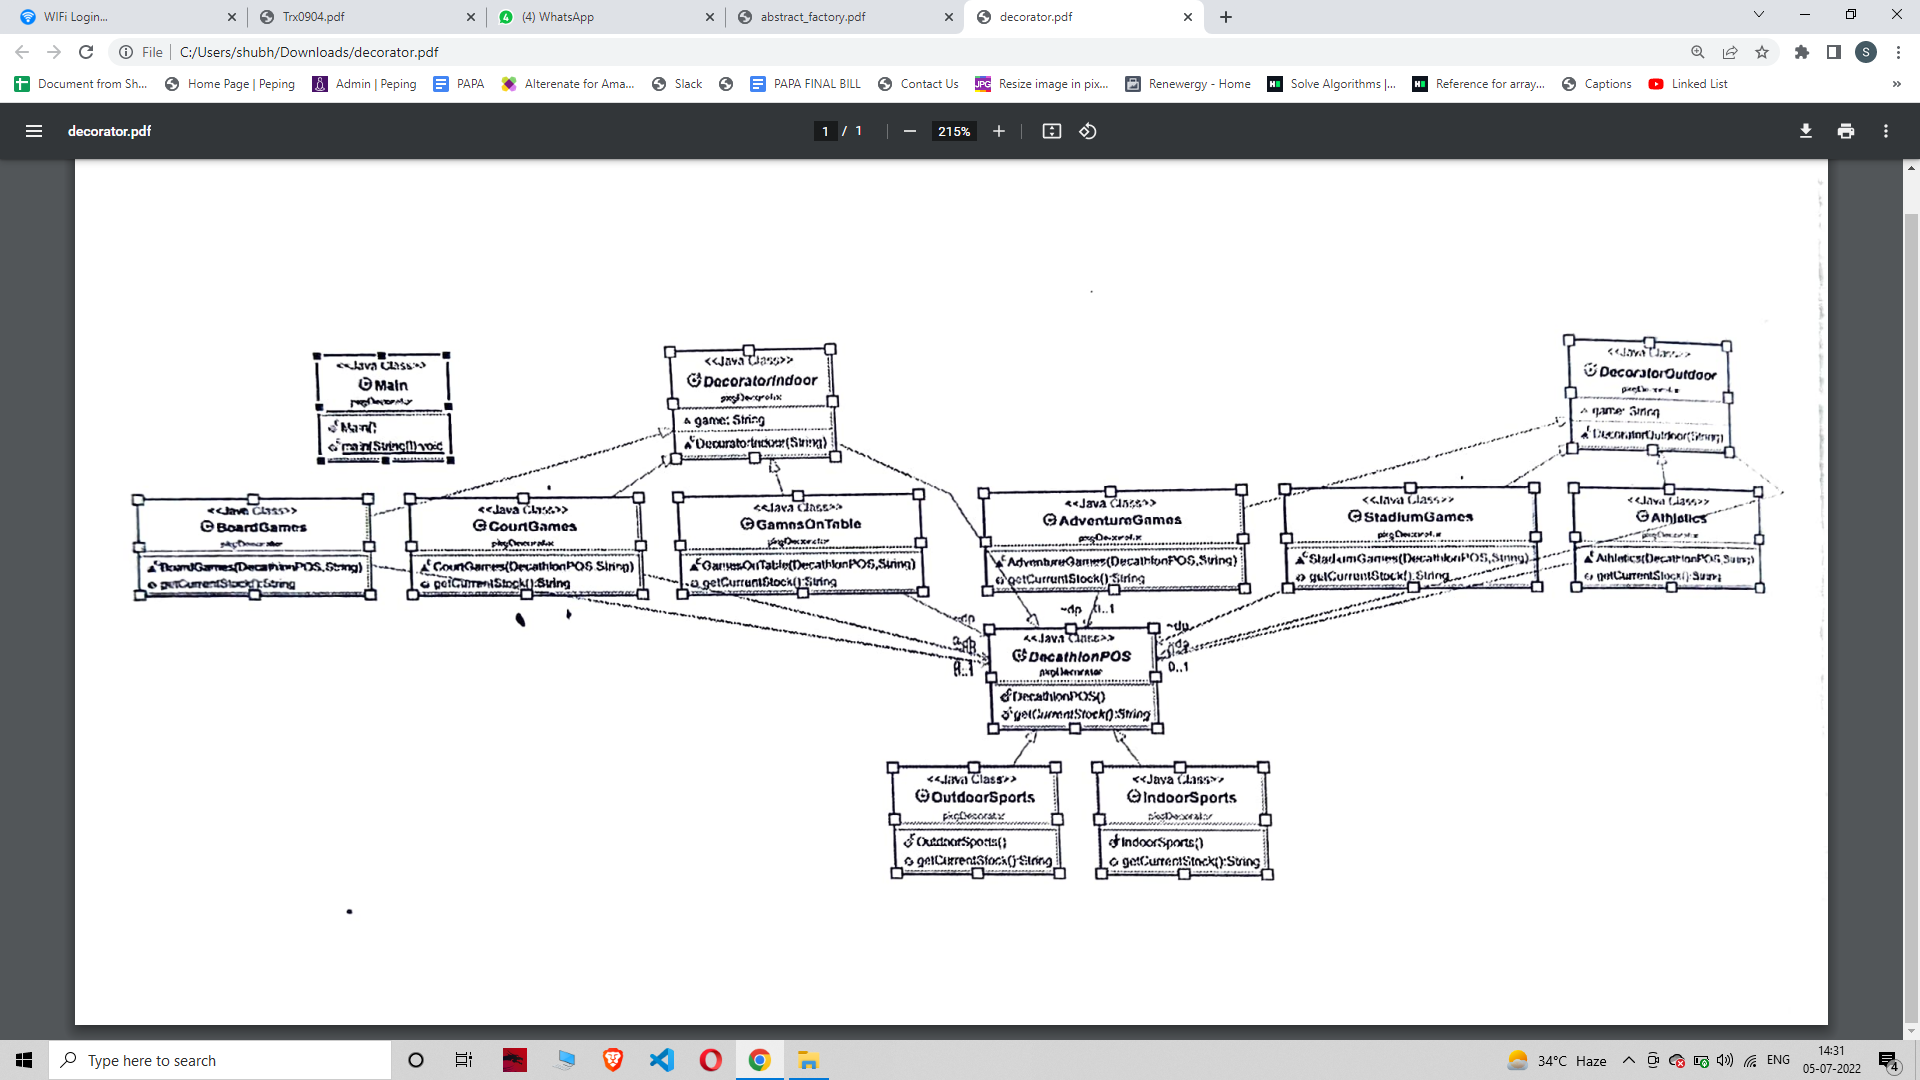 WIFi Login...
Trx0904.pdf
(4) WhatsApp
abstract_factory.pdf
decorator.pdf
File
C:/Users/shubh/Downloads/decorator.pdf
S
Document from Sh...
Home Page | Peping
Admin | Peping
PAPA
Alterenate for Ama...
Slack
PAPA FINAL BILL
Contact Us
Resize image in pix...
Renewergy - Home
Solve Algorithms |...
Reference for array...
Captions
Linked List
»
decorator.pdf
1 / 1
215%
<<Java Class>>
Main
pkgDecorator
Main()
main(String[]):void
<<Java Class>>
DecoratorIndoor
pkgDecorator
game: String
DecoratorIndoor(String)
<<Java Class>>
DecoratorOutdoor
pkgDecorator
game: String
DecoratorOutdoor(String)
<<Java Class>>
BoardGames
pkgDecorator
BoardGames(DecathlonPOS,String)
getCurrentStock():String
<<Java Class>>
CourtGames
pkgDecorator
CourtGames(DecathlonPOS,String)
getCurrentStock():String
<<Java Class>>
GamesOnTable
pkgDecorator
GamesOnTable(DecathlonPOS,String)
getCurrentStock():String
<<Java Class>>
AdventureGames
pkgDecorator
AdventureGames(DecathlonPOS,String)
getCurrentStock():String
<<Java Class>>
StadiumGames
pkgDecorator
StadiumGames(DecathlonPOS,String)
getCurrentStock():String
<<Java Class>>
Athletics
pkgDecorator
Athletics(DecathlonPOS,String)
getCurrentStock():String
~dp 0..1
~dp
~dp
0..1
~dp
0..1
<<Java Class>>
DecathlonPOS
pkgDecorator
DecathlonPOS()
getCurrentStock():String
<<Java Class>>
OutdoorSports
pkgDecorator
OutdoorSports()
getCurrentStock():String
<<Java Class>>
IndoorSports
pkgDecorator
IndoorSports()
getCurrentStock():String
Type here to search
34°C Haze
ENG
14:31
05-07-2022
4